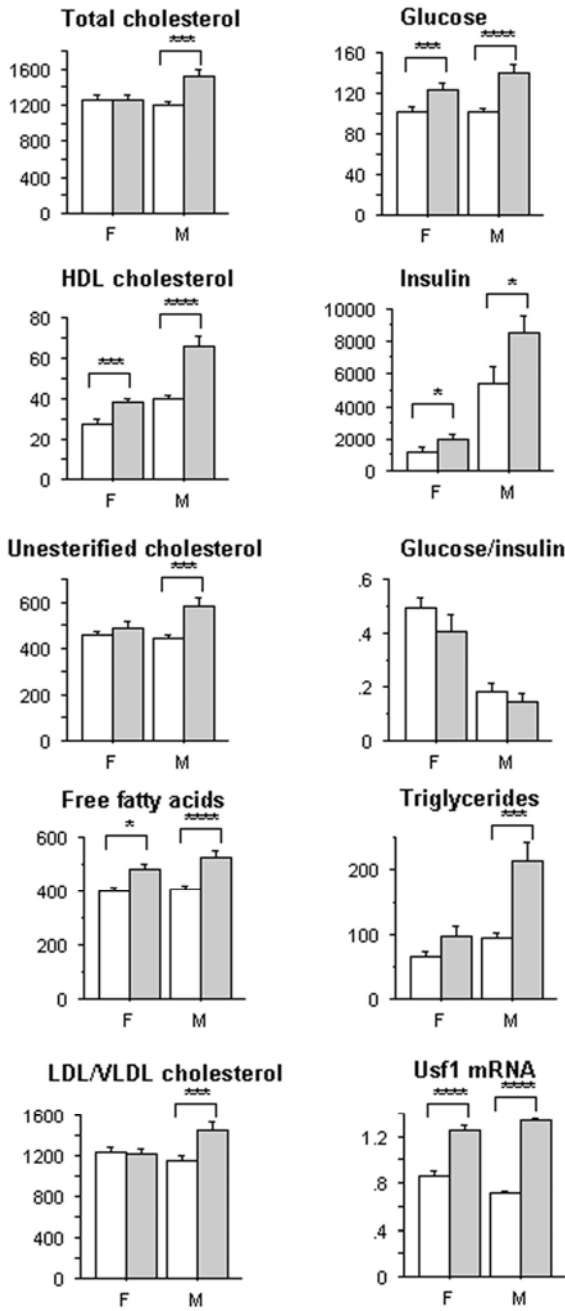 Total cholesterol
***
1600
1200
800
400
0
F M
Glucose
*** ****
160
120
80
40
0
F M
HDL cholesterol
*** ****
80
60
40
20
0
F M
Insulin
* *
10000
8000
6000
4000
2000
0
F M
Unesterified cholesterol
***
600
400
200
0
F M
Glucose/insulin
.6
.4
.2
0
F M
Free fatty acids
* ****
600
400
200
0
F M
Triglycerides
***
200
100
0
F M
LDL/VLDL cholesterol
***
1600
1200
800
400
0
F M
Usf1 mRNA
**** ****
1.2
.8
.4
0
F M